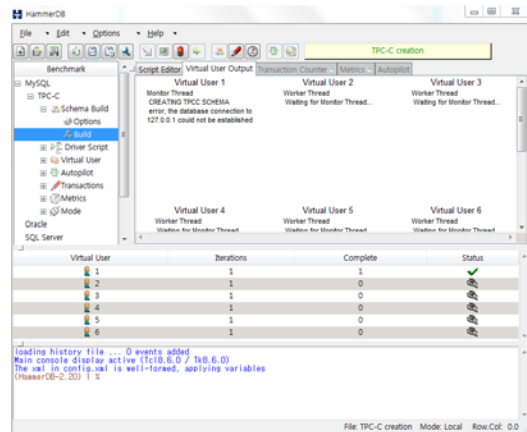 HammerDB
File Edit Options Help
TPC-C creation
Benchmark
Script Editor Virtual User Output Transaction Counter Metrics Autopilot
MySQL
TPC-C
Schema Build
Options
Build
Driver Script
Virtual User
Autopilot
Transactions
Metrics
Mode
Oracle
SQL Server
Virtual User 1
Monitor Thread
CREATING TPCC SCHEMA
error, the database connection to
127.0.0.1 could not be established
Virtual User 2
Worker Thread
Waiting for Monitor Thread...
Virtual User 3
Worker Thread
Waiting for Monitor Thread...
Virtual User 4
Worker Thread
Waiting for Monitor Thread
Virtual User 5
Worker Thread
Waiting for Monitor Thread
Virtual User 6
Worker Thread
Waiting for Monitor Thread
Virtual User Iterations Complete Status
1 1 1
2 1 0
3 1 0
4 1 0
5 1 0
6 1 0
loading history file ... 0 events added
Main console display active (Tcl8.6.0 / Tk8.6.0)
The xml in config.xml is well-formed, applying variables
(HammerDB-2.20) 1 %
File: TPC-C creation Mode: Local Row.Col: 0.0